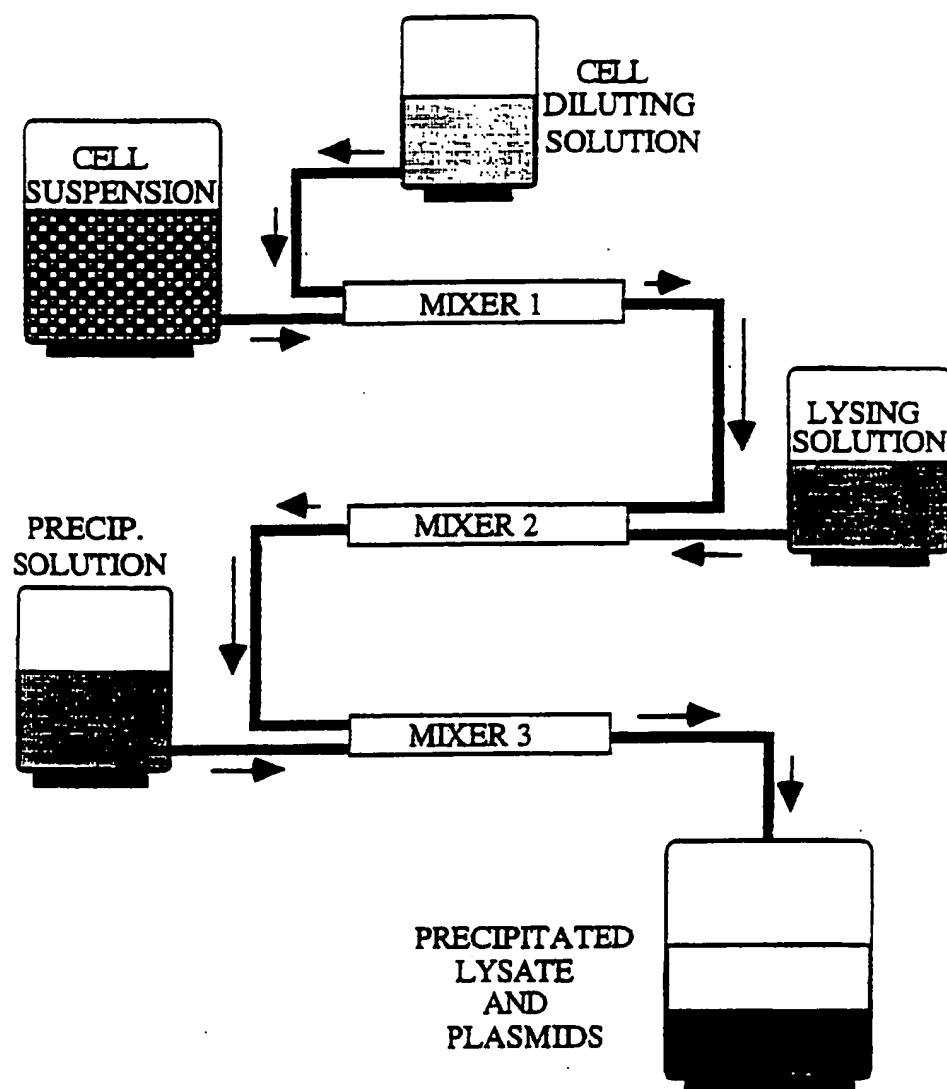 CELL
DILUTING
SOLUTION
CELL
SUSPENSION
MIXER 1
LYSING
SOLUTION
MIXER 2
PRECIP.
SOLUTION
MIXER 3
PRECIPITATED
LYSATE
AND
PLASMIDS